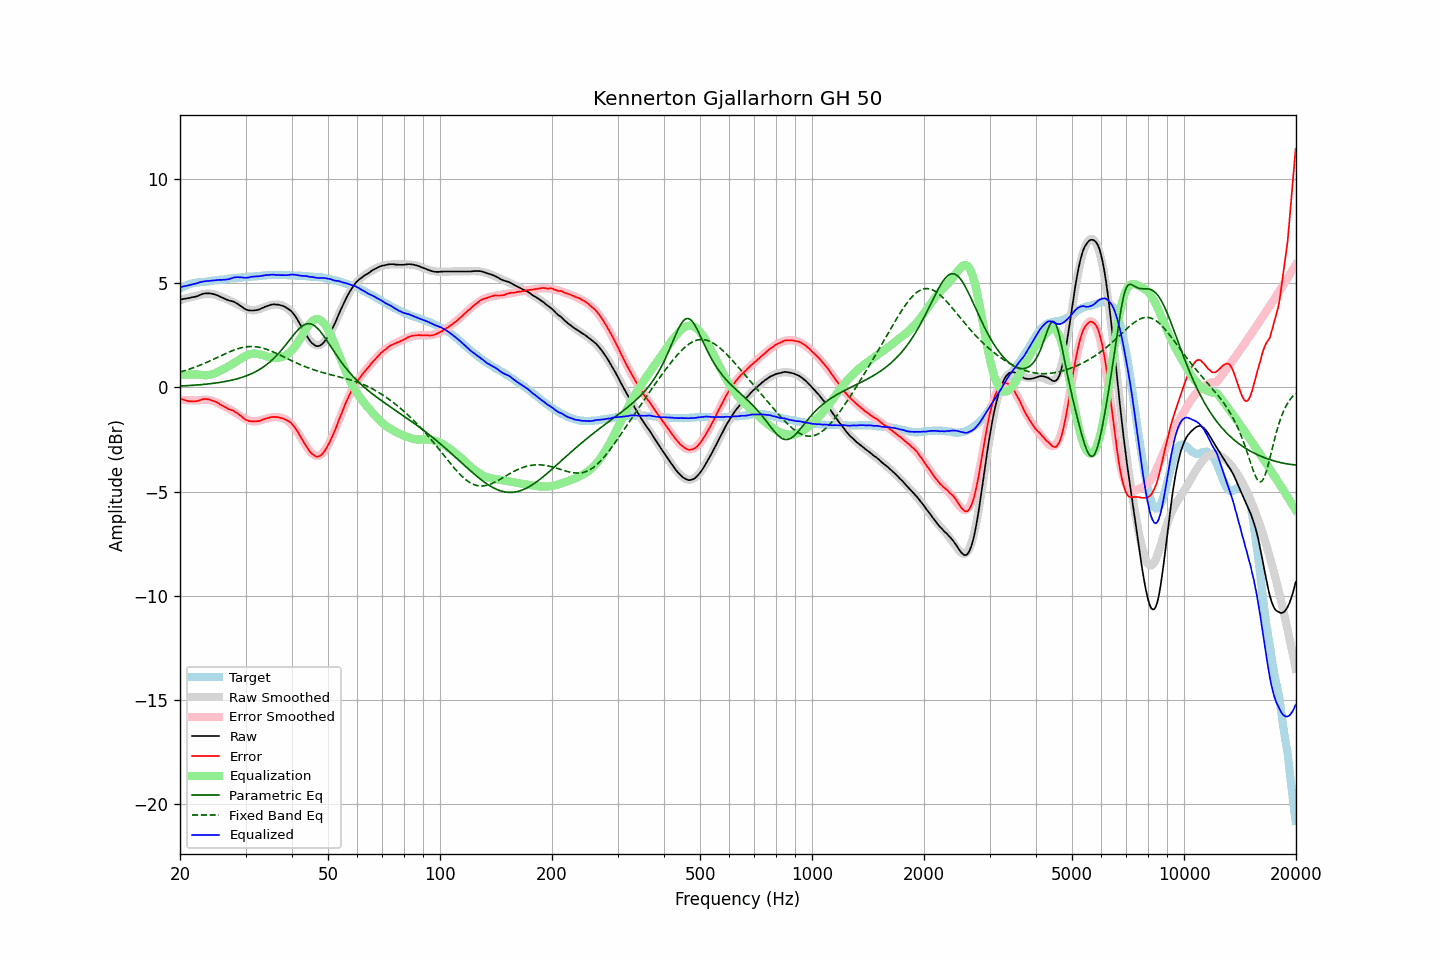 Kennerton Gjallarhorn GH 50
Amplitude (dBr)
10
5
0
−5
−10
−15
−20
Target
Raw Smoothed
Error Smoothed
Raw
Error
Equalization
Parametric Eq
Fixed Band Eq
Equalized
20 50 100 200 500 1000 2000 5000 10000 20000
Frequency (Hz)